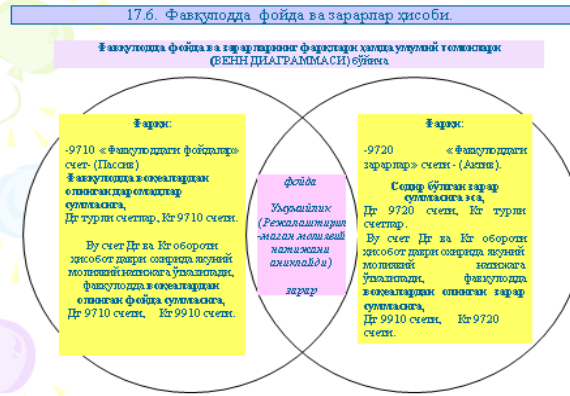 17.6. Фавқулодда фойда ва зарарлар ҳисоби.
Фавқулодда фойда ва зарарларнинг фарқлари ҳамда умумий томонлари
(ВЕНН ДИАГРАММАСИ) бўйича
Фарқи:
-9710 «Фавқулоддаги фойдалар»
счет- (Пассив)
Фавқулодда воқеалардан
олинган даромадлар
суммасига,
Дт турли счетлар, Кт 9710 счети.
Бу счет Дт ва Кт обороти
ҳисобот даври охирида якуний
молиявий натижага ўтказилади,
фавқулодда воқеалардан
олинган фойда суммасига,
Дт 9710 счети, Кт 9910 счети.
фойда
Умумийлик
(Режалаштирил
-маган молиявий
натижани
аниқлайди)
зарар
Фарқи:
-9720 «Фавқулоддаги
зарарлар» счети - (Актив).
Содир бўлган зарар
суммасига эса,
Дт 9720 счети, Кт турли
счетлар.
Бу счет Дт ва Кт обороти
ҳисобот даври охирида якуний
молиявий натижага
ўтказилади, фавқулодда
воқеалардан олинган зарар
суммасига,
Дт 9910 счети, Кт 9720
счети.